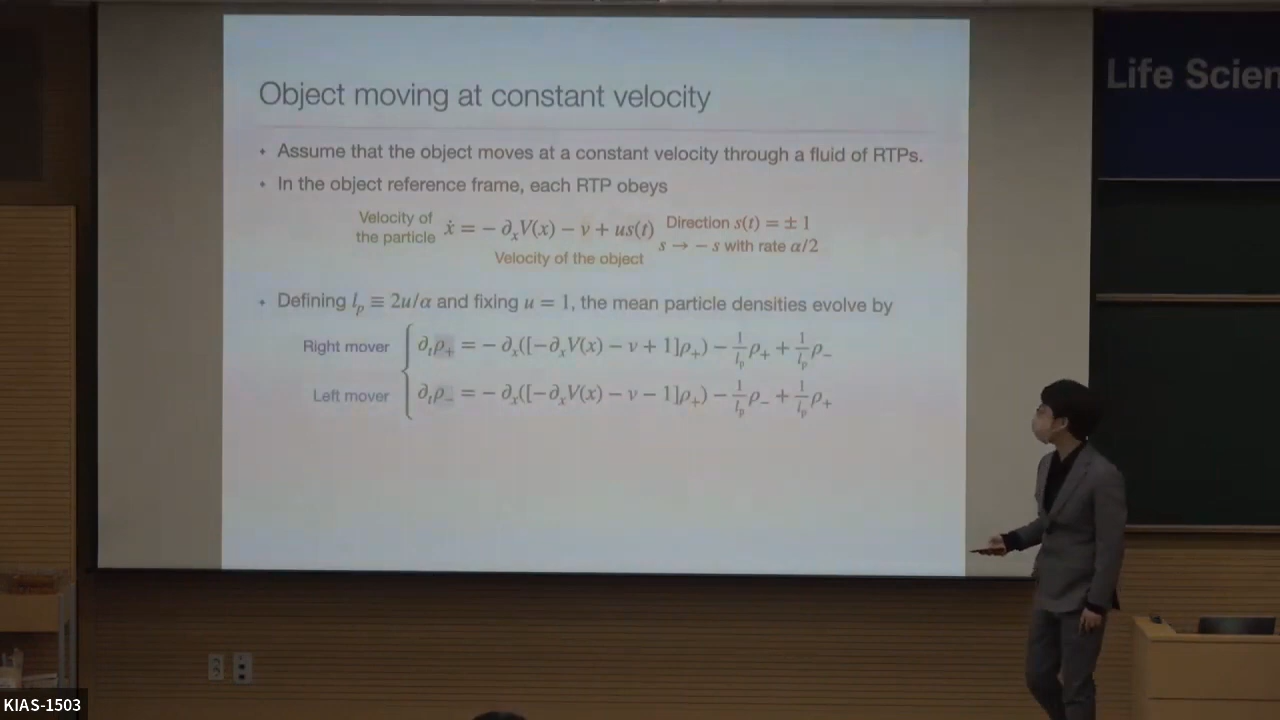 Life Scien
Object moving at constant velocity
• Assume that the object moves at a constant velocity through a fluid of RTPs.
• In the object reference frame, each RTP obeys
Velocity of the particle ẋ = − ∂ₓV(x) − v + us(t) Direction s(t) = ± 1
s → − s with rate α/2
Velocity of the object
• Defining lₚ ≡ 2u/α and fixing u = 1, the mean particle densities evolve by
Right mover ∂ₜρ₊ = − ∂ₓ([−∂ₓV(x) − v + 1]ρ₊) − 1/lₚ ρ₊ + 1/lₚ ρ₋
Left mover ∂ₜρ₋ = − ∂ₓ([−∂ₓV(x) − v − 1]ρ₊) − 1/lₚ ρ₋ + 1/lₚ ρ₊
KIAS-1503